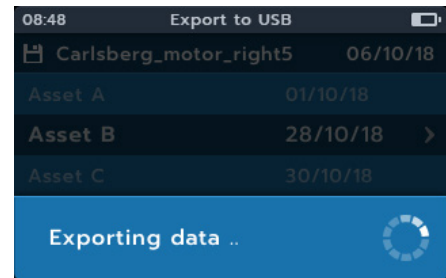 08:48 Export to USB
Carlsberg_motor_right5 06/10/18
Asset A 01/10/18
Asset B 28/10/18 >
Asset C 30/10/18
Exporting data ..